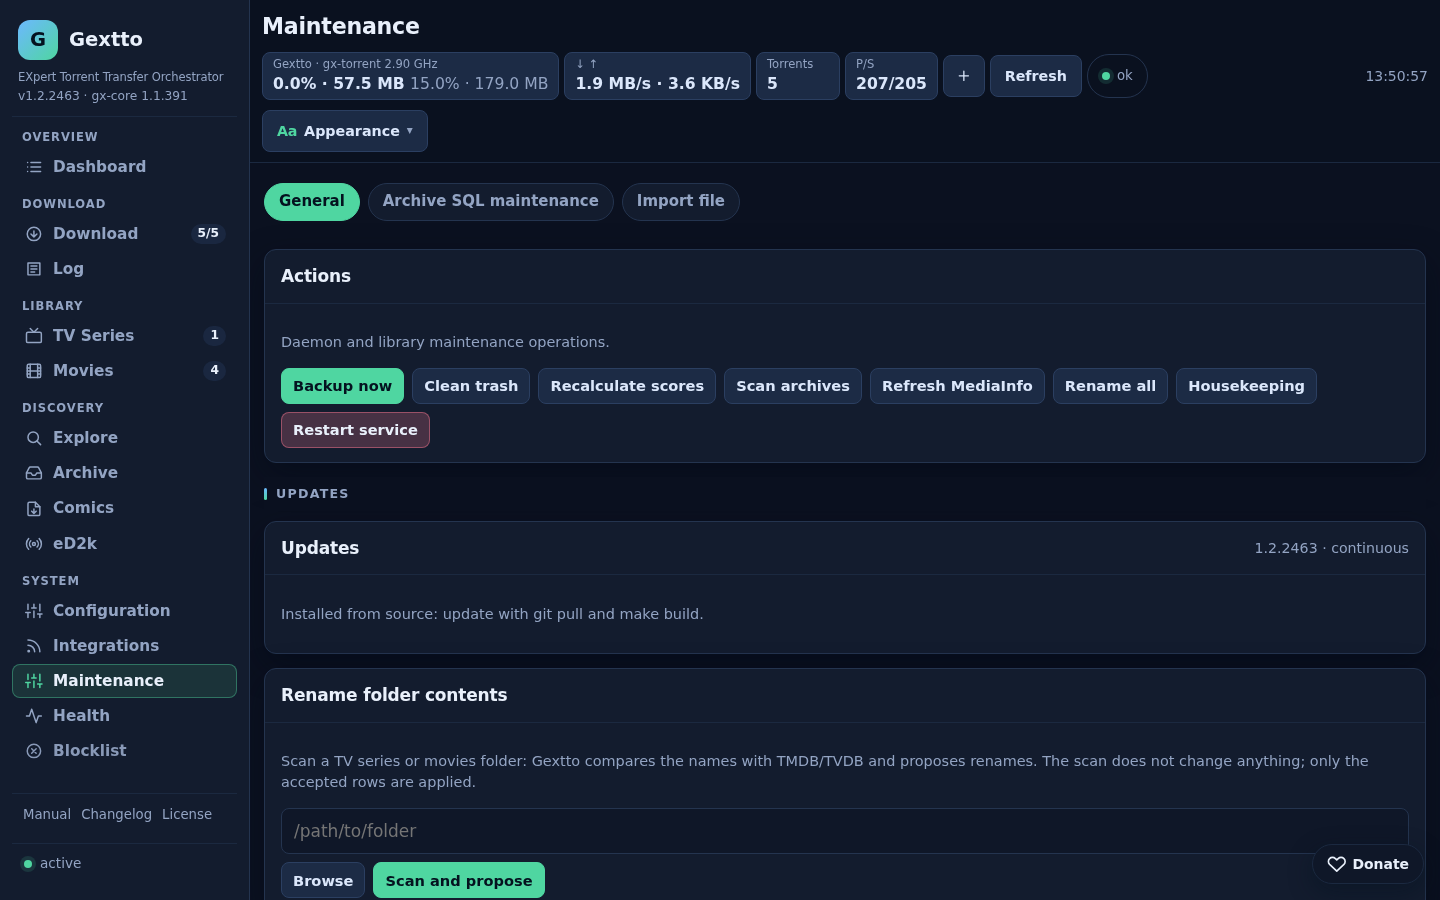 G Gextto
EXpert Torrent Transfer Orchestrator
v1.2.2463 · gx-core 1.1.391
OVERVIEW
Dashboard
DOWNLOAD
Download 5/5
Log
LIBRARY
TV Series 1
Movies 4
DISCOVERY
Explore
Archive
Comics
eD2k
SYSTEM
Configuration
Integrations
Maintenance
Health
Blocklist
Manual Changelog License
active
Maintenance
Gextto · gx-torrent 2.90 GHz
0.0% · 57.5 MB 15.0% · 179.0 MB
↓ ↑
1.9 MB/s · 3.6 KB/s
Torrents
5
P/S
207/205
+
Refresh
ok
13:50:57
Aa Appearance ▾
General Archive SQL maintenance Import file
Actions
Daemon and library maintenance operations.
Backup now Clean trash Recalculate scores Scan archives Refresh MediaInfo Rename all Housekeeping
Restart service
UPDATES
Updates 1.2.2463 · continuous
Installed from source: update with git pull and make build.
Rename folder contents
Scan a TV series or movies folder: Gextto compares the names with TMDB/TVDB and proposes renames. The scan does not change anything; only the
accepted rows are applied.
/path/to/folder
Browse Scan and propose
Donate